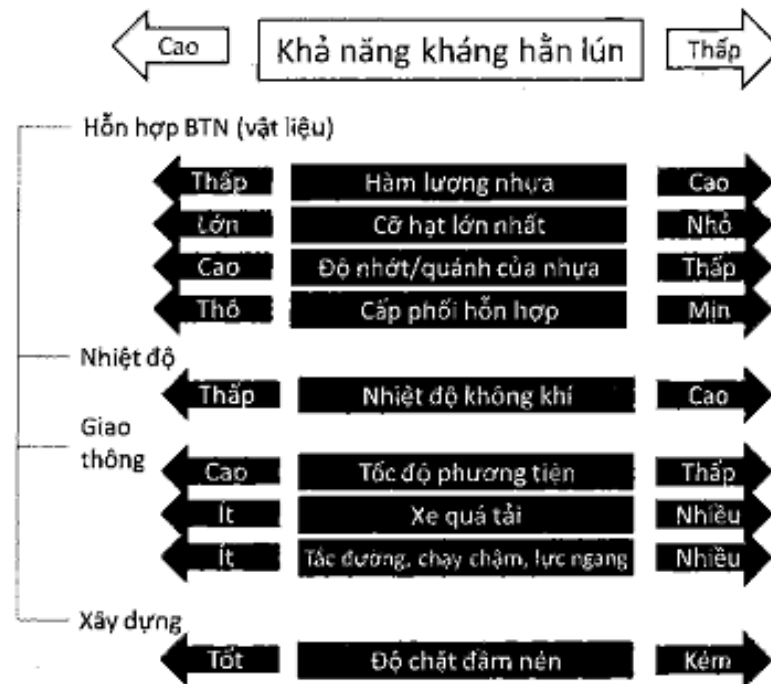 Cao Khả năng kháng hằn lún Thấp
Hỗn hợp BTN (vật liệu)
Thấp Hàm lượng nhựa Cao
Lớn Cỡ hạt lớn nhất Nhỏ
Cao Độ nhớt/quánh của nhựa Thấp
Thô Cấp phối hỗn hợp Mịn
Nhiệt độ
Thấp Nhiệt độ không khí Cao
Giao
thông
Cao Tốc độ phương tiện Thấp
Ít Xe quá tải Nhiều
Ít Tắc đường, chạy chậm, lực ngang Nhiều
Xây dựng
Tốt Độ chặt đầm nén Kém